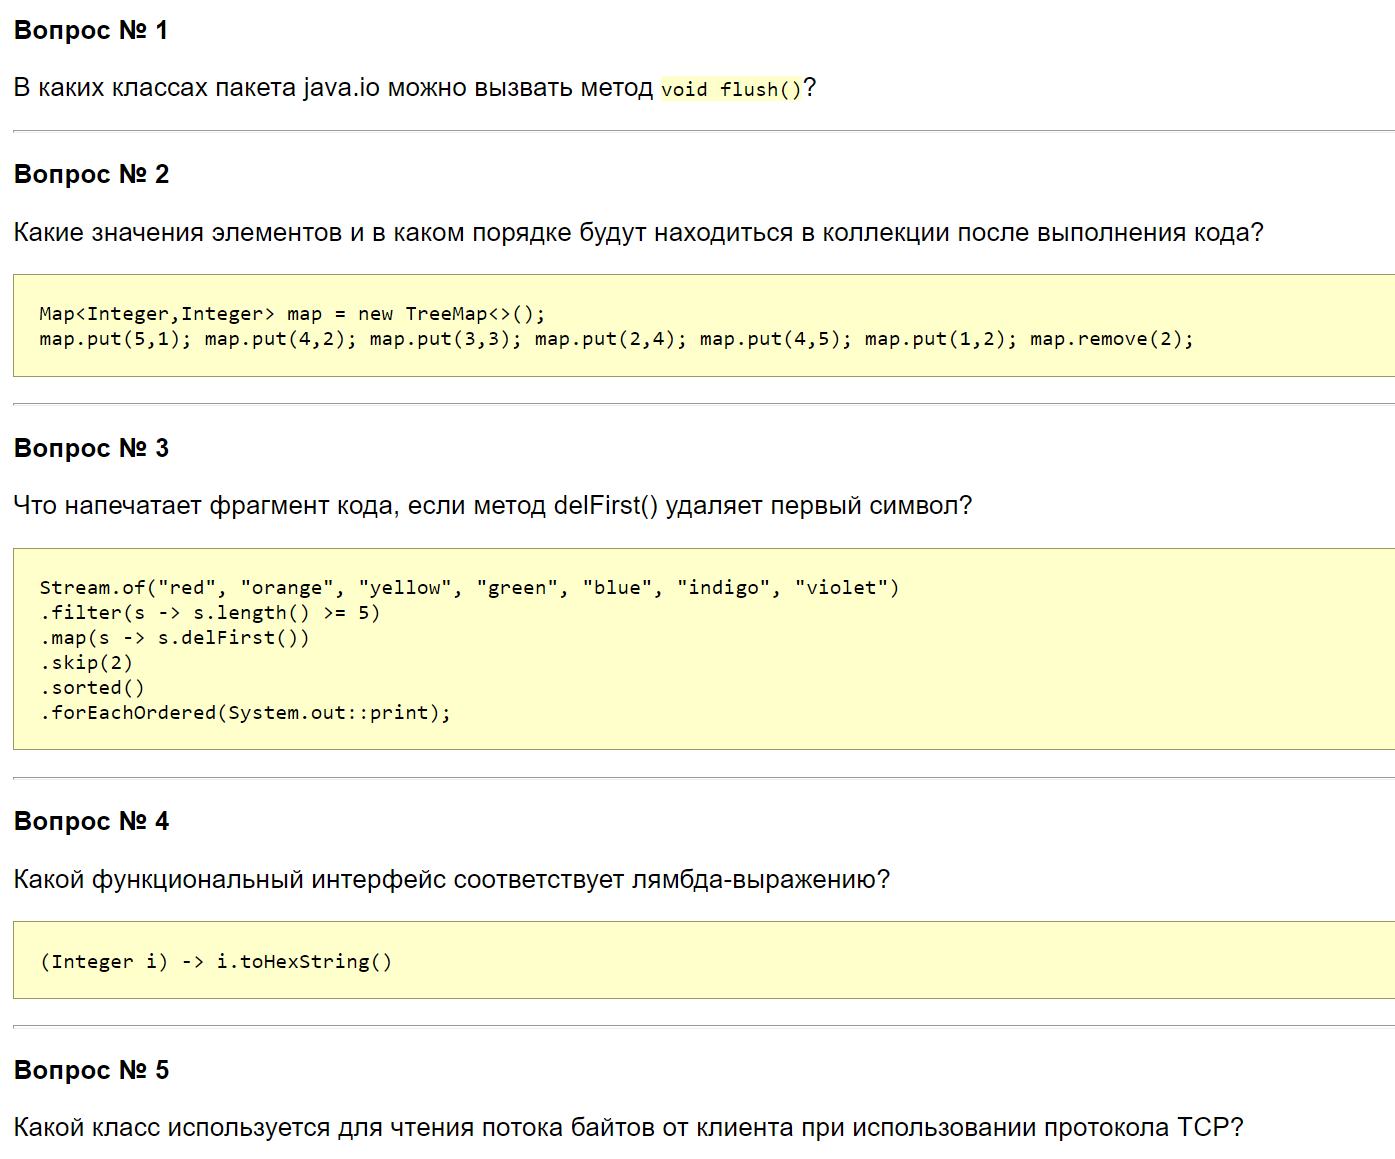 Вопрос № 1
В каких классах пакета java.io можно вызвать метод void flush()?
Вопрос № 2
Какие значения элементов и в каком порядке будут находиться в коллекции после выполнения кода?
Map<Integer,Integer> map = new TreeMap<>();
map.put(5,1); map.put(4,2); map.put(3,3); map.put(2,4); map.put(4,5); map.put(1,2); map.remove(2);
Вопрос № 3
Что напечатает фрагмент кода, если метод delFirst() удаляет первый символ?
Stream.of("red", "orange", "yellow", "green", "blue", "indigo", "violet")
.filter(s -> s.length() >= 5)
.map(s -> s.delFirst())
.skip(2)
.sorted()
.forEachOrdered(System.out::print);
Вопрос № 4
Какой функциональный интерфейс соответствует лямбда-выражению?
(Integer i) -> i.toHexString()
Вопрос № 5
Какой класс используется для чтения потока байтов от клиента при использовании протокола TCP?